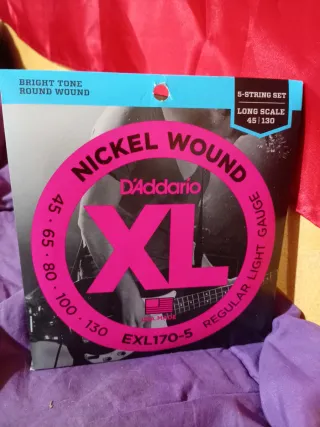 BRIGHT TONE
ROUND WOUND
5-STRING SET
LONG SCALE
45 | 130
NICKEL WOUND
D'Addario
XL
45 • 65 • 80 • 100 • 130
EXL170-5
REGULAR LIGHT GAUGE